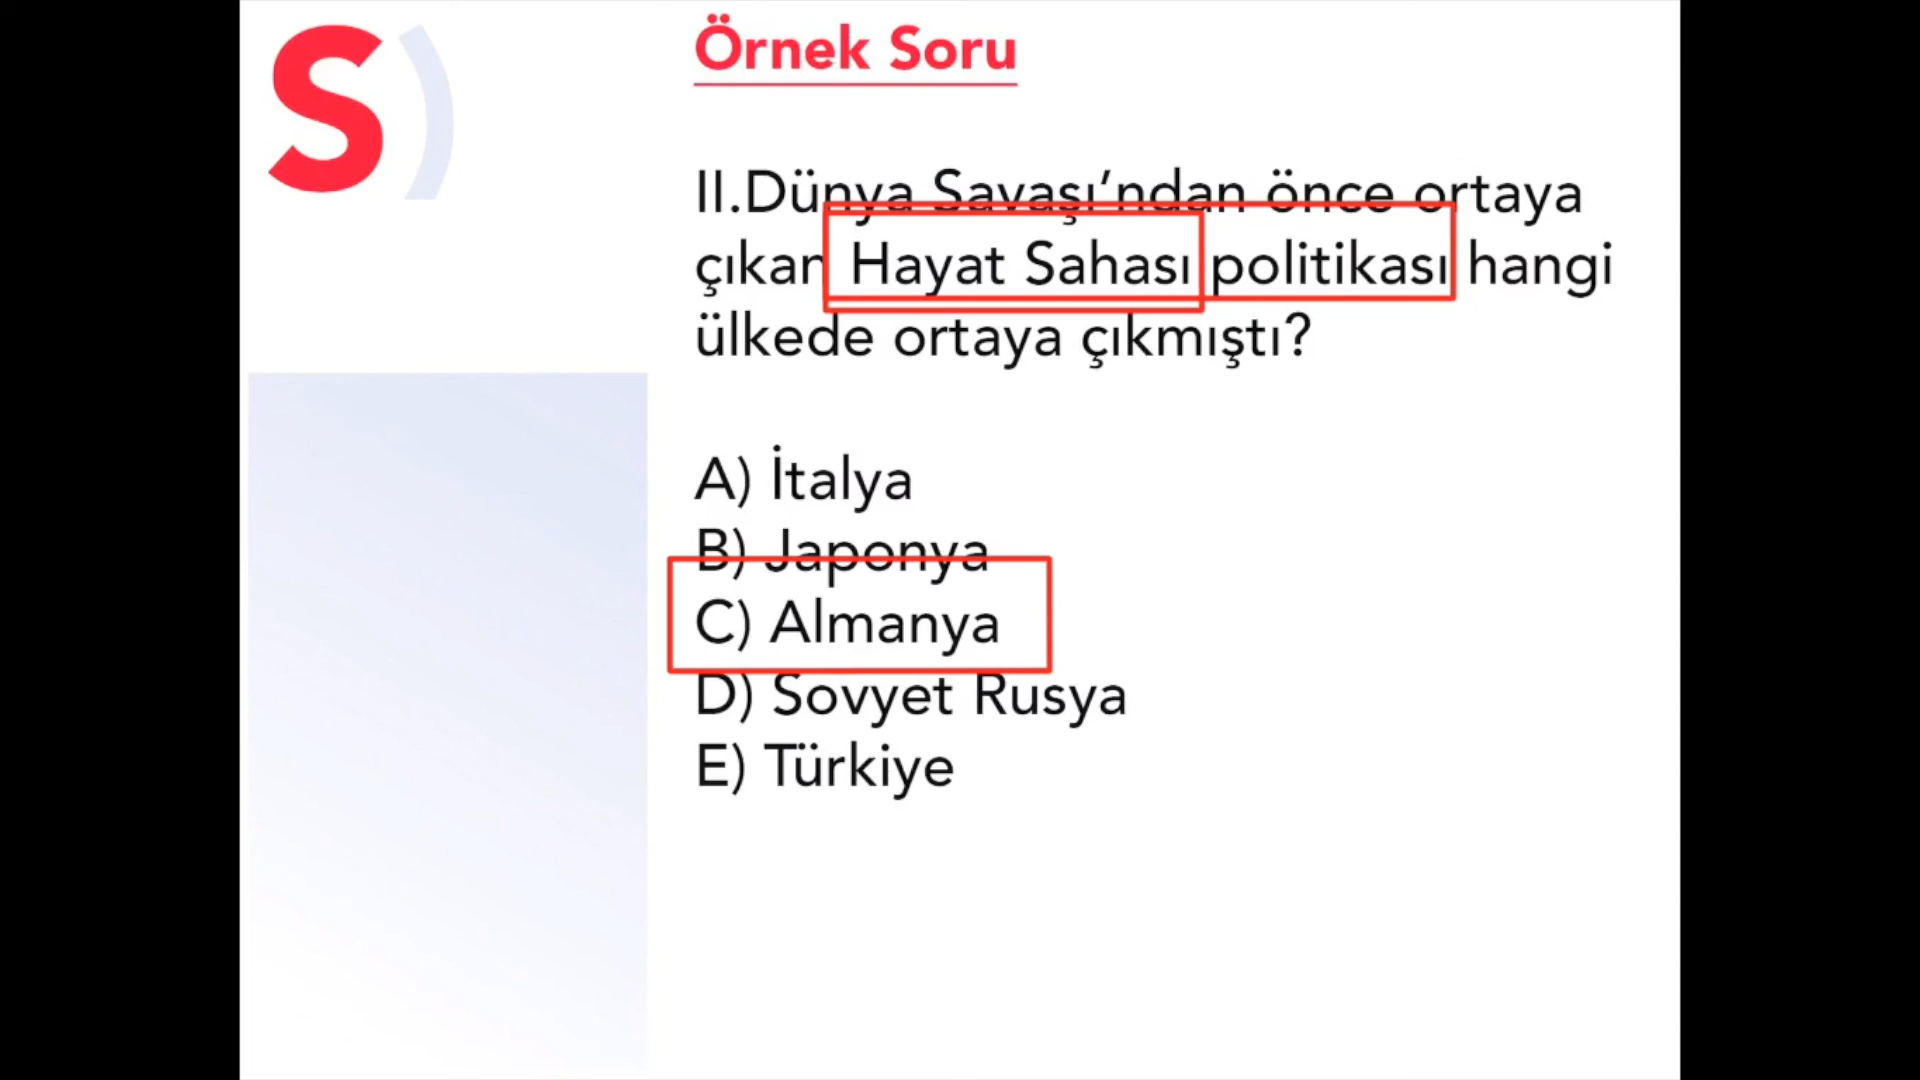 S)
Örnek Soru
II.Dünya Savaşı’ndan önce ortaya
çıkan Hayat Sahası politikası hangi
ülkede ortaya çıkmıştı?
A) İtalya
B) Japonya
C) Almanya
D) Sovyet Rusya
E) Türkiye